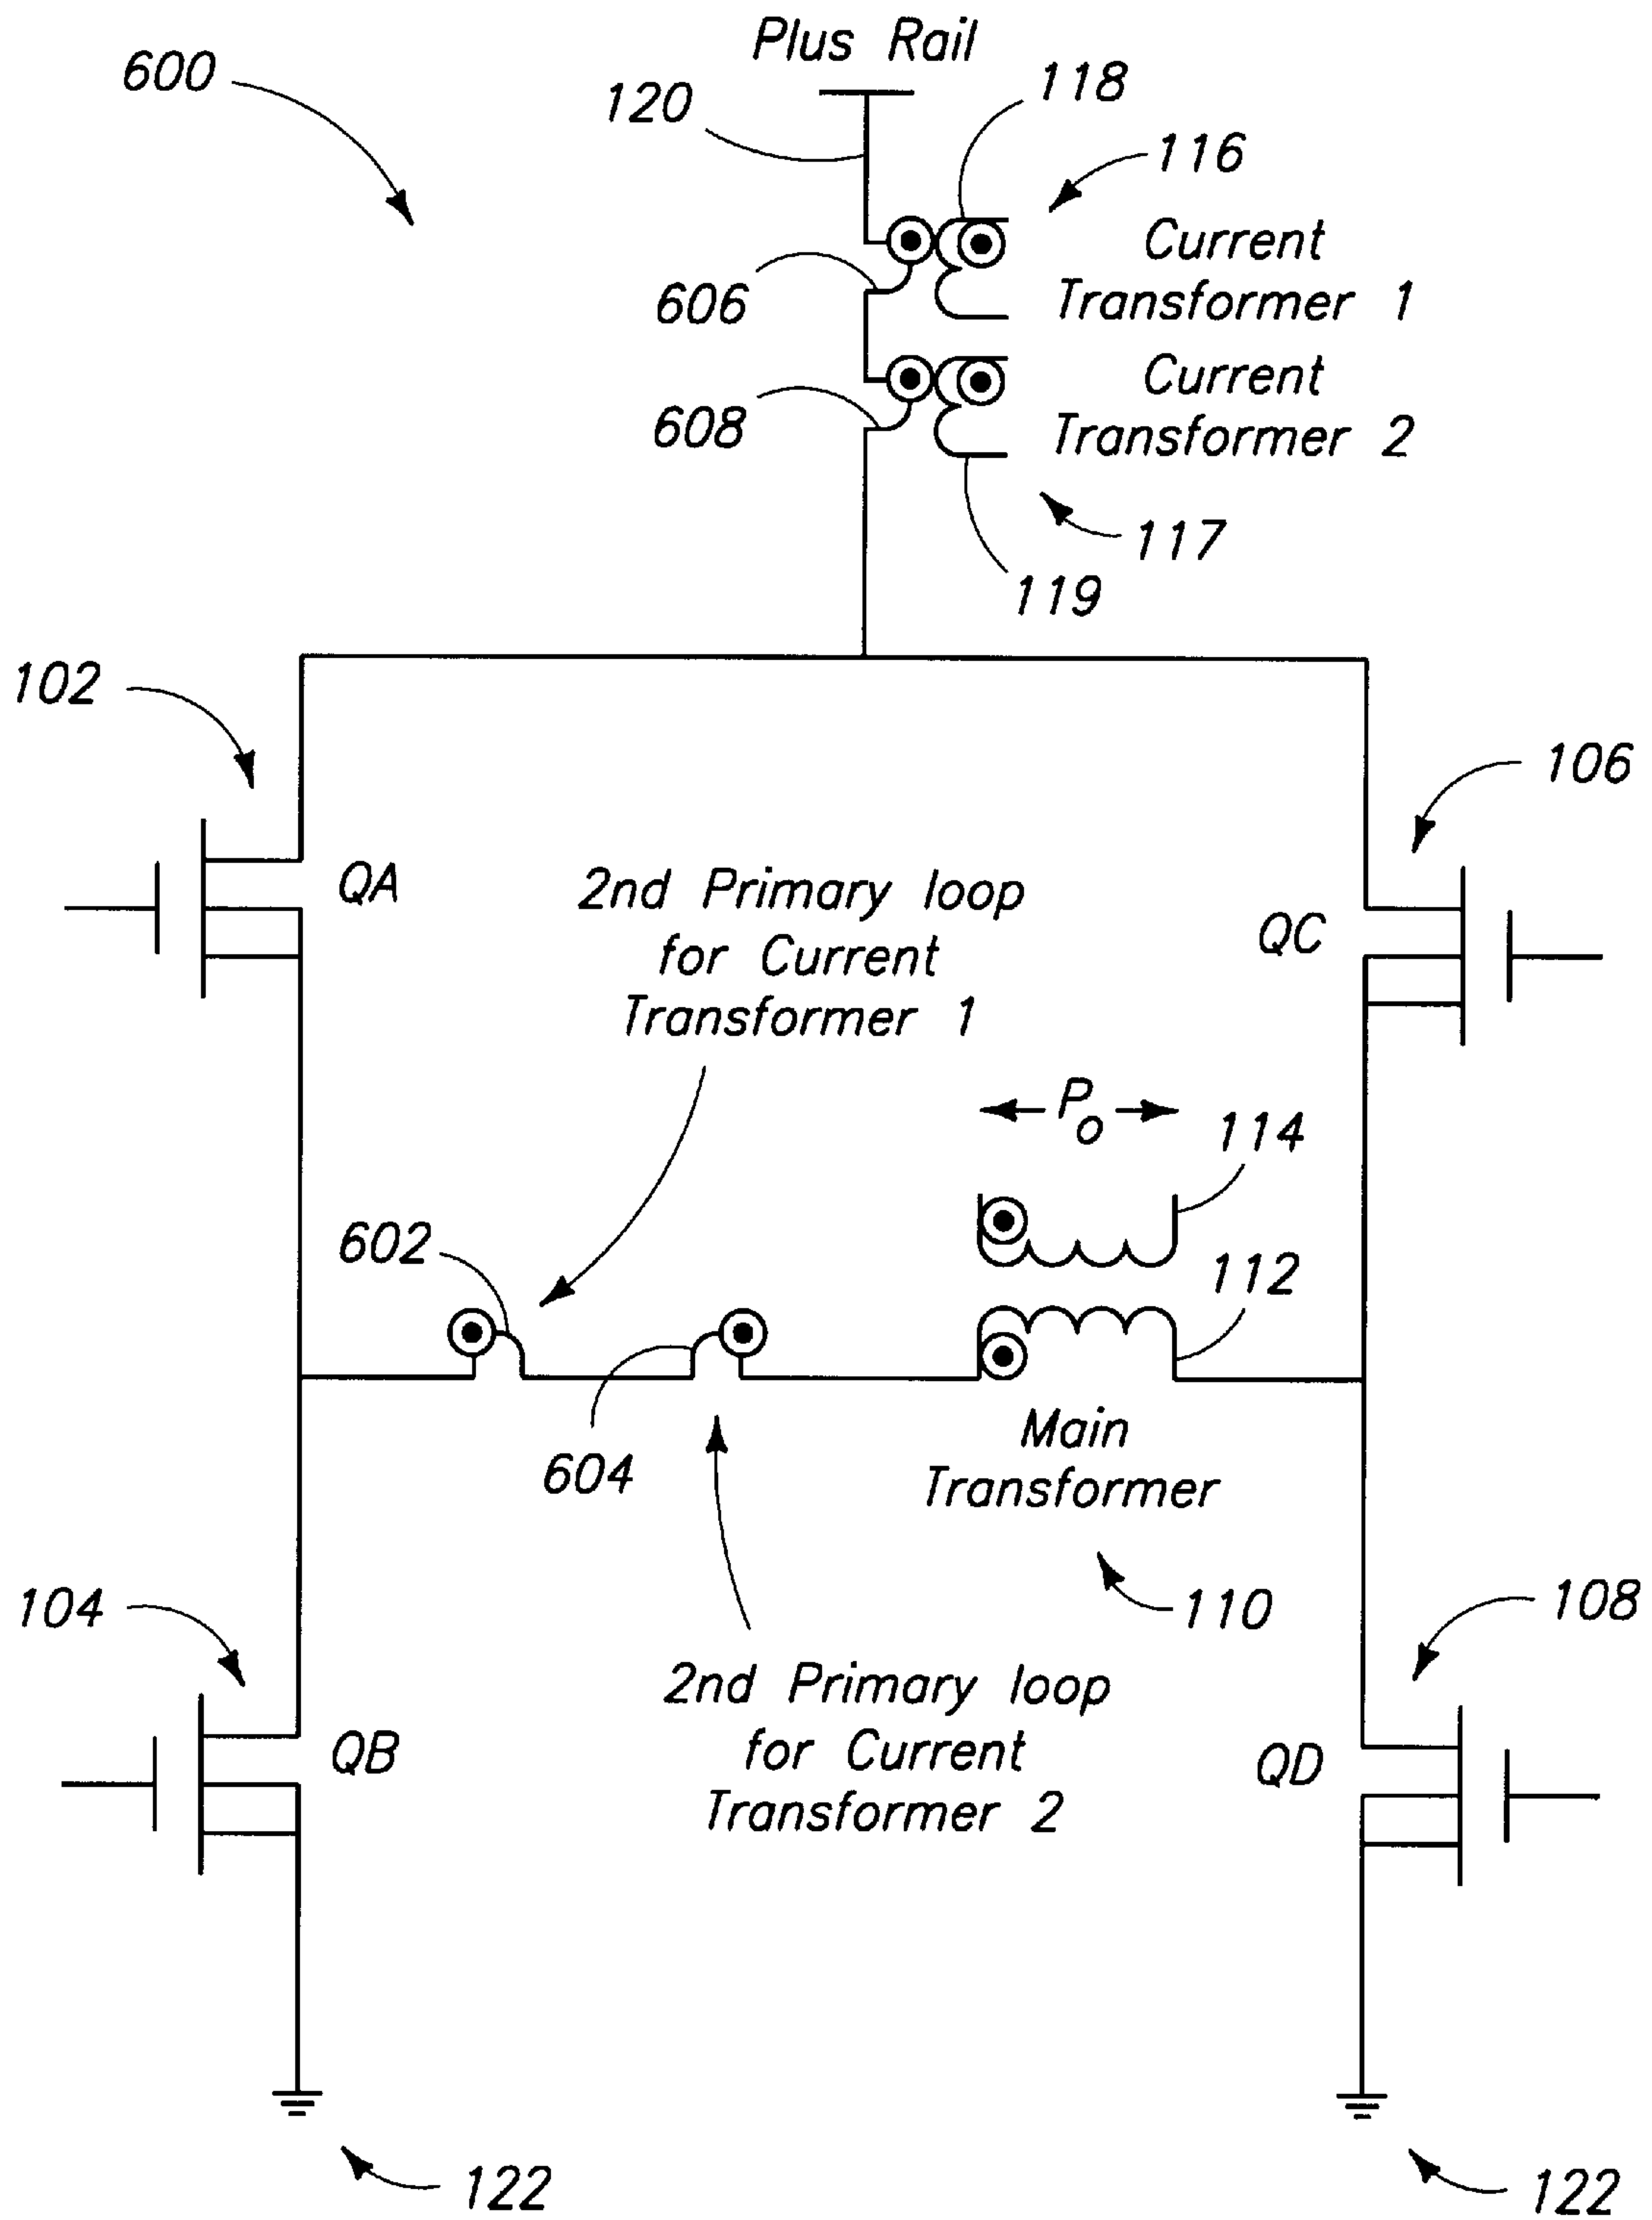 Plus Rail
600
120
118
116
Current
Transformer 1
606
Current
Transformer 2
608
117
119
102
106
QA
2nd Primary loop
for Current
Transformer 1
QC
Po
114
602
112
604
Main
Transformer
110
104
108
2nd Primary loop
for Current
Transformer 2
QB
QD
122
122